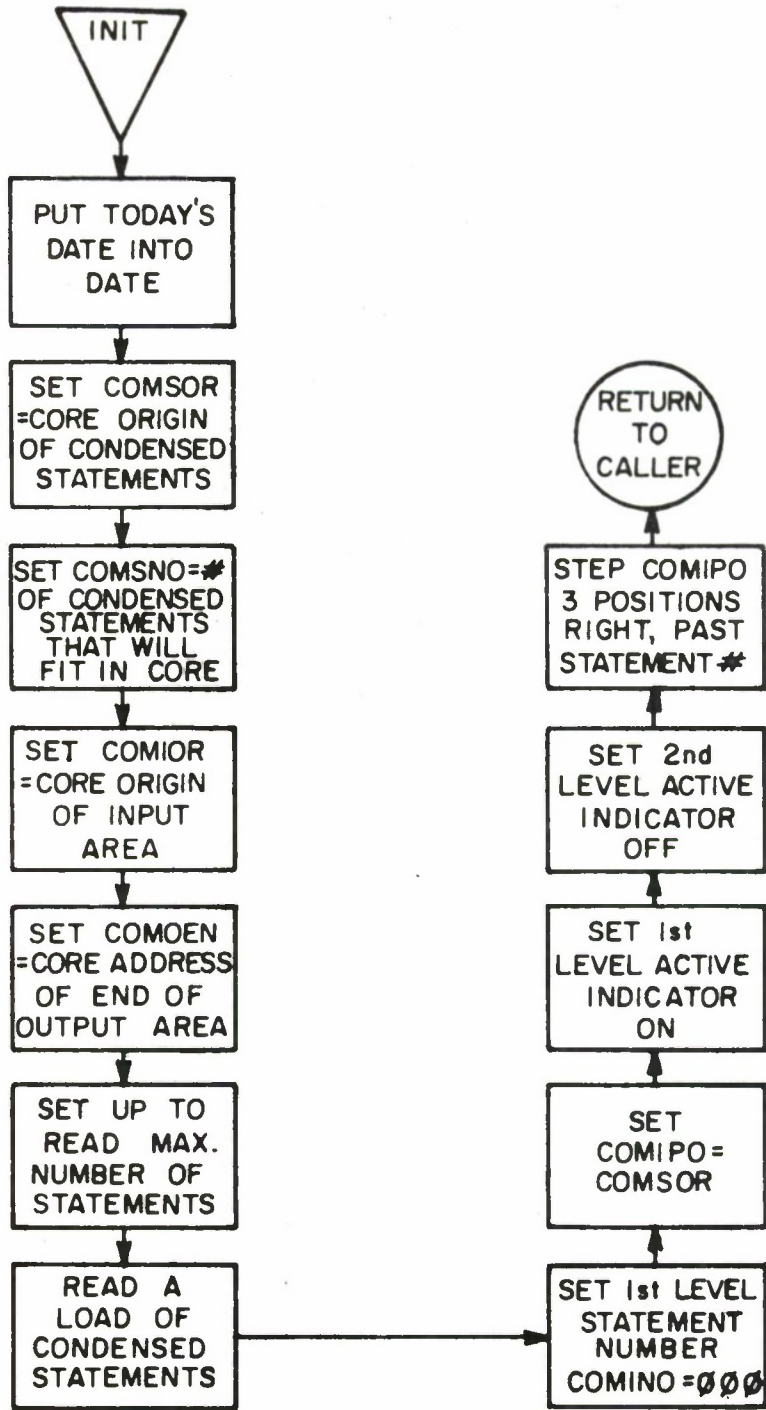 INIT
PUT TODAY'S
DATE INTO
DATE
SET COMSOR
=CORE ORIGIN
OF CONDENSED
STATEMENTS
SET COMSNO=#
OF CONDENSED
STATEMENTS
THAT WILL
FIT IN CORE
SET COMIOR
=CORE ORIGIN
OF INPUT
AREA
SET COMOEN
=CORE ADDRESS
OF END OF
OUTPUT AREA
SET UP TO
READ MAX.
NUMBER OF
STATEMENTS
READ A
LOAD OF
CONDENSED
STATEMENTS
SET 1st LEVEL
STATEMENT
NUMBER
COMINO=ØØØ
SET
COMIPO=
COMSOR
SET 1st
LEVEL ACTIVE
INDICATOR
ON
SET 2nd
LEVEL ACTIVE
INDICATOR
OFF
STEP COMIPO
3 POSITIONS
RIGHT, PAST
STATEMENT #
RETURN
TO
CALLER